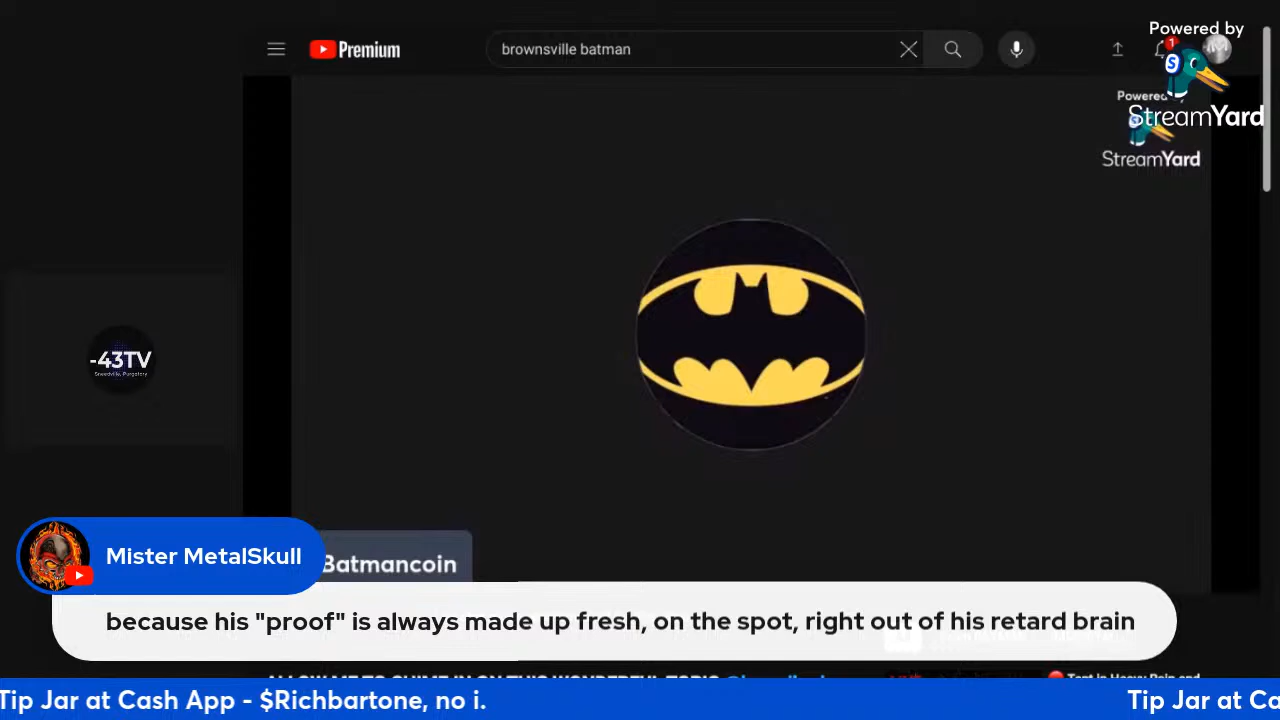 Premium
brownsville batman
1
Powered by
StreamYard
StreamYard
-43TV
Mister MetalSkull
Batmancoin
because his "proof" is always made up fresh, on the spot, right out of his retard brain
Tip Jar at Cash App - $Richbartone, no i.
Tip Jar at Ca